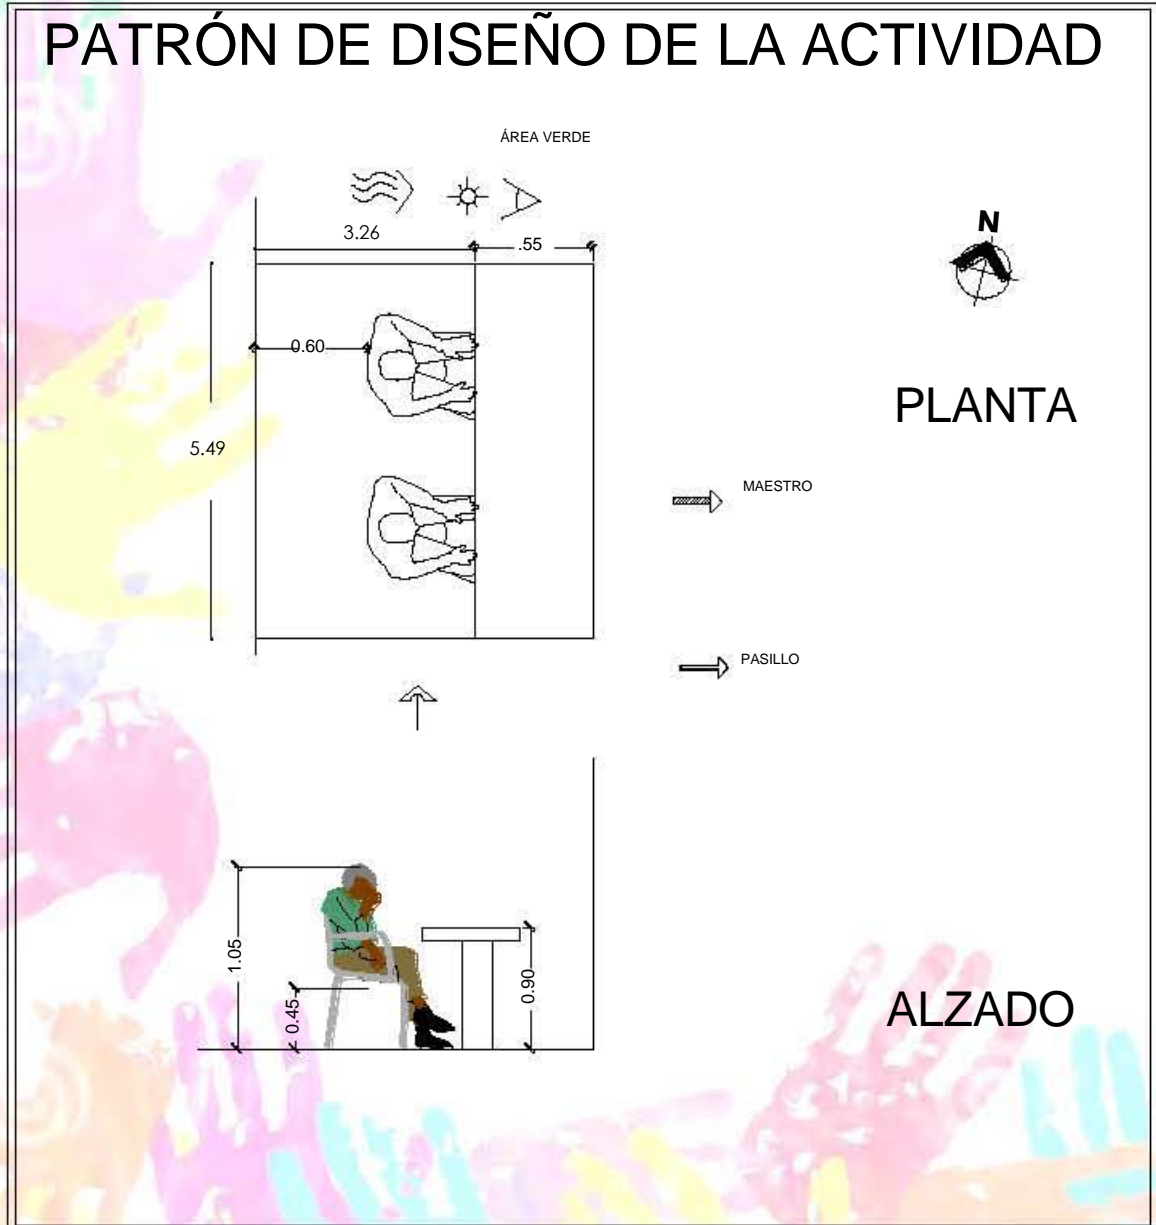 PATRÓN DE DISEÑO DE LA ACTIVIDAD
ÁREA VERDE
3.26
.55
N
0.60
PLANTA
5.49
MAESTRO
PASILLO
1.05
0.45
0.90
ALZADO